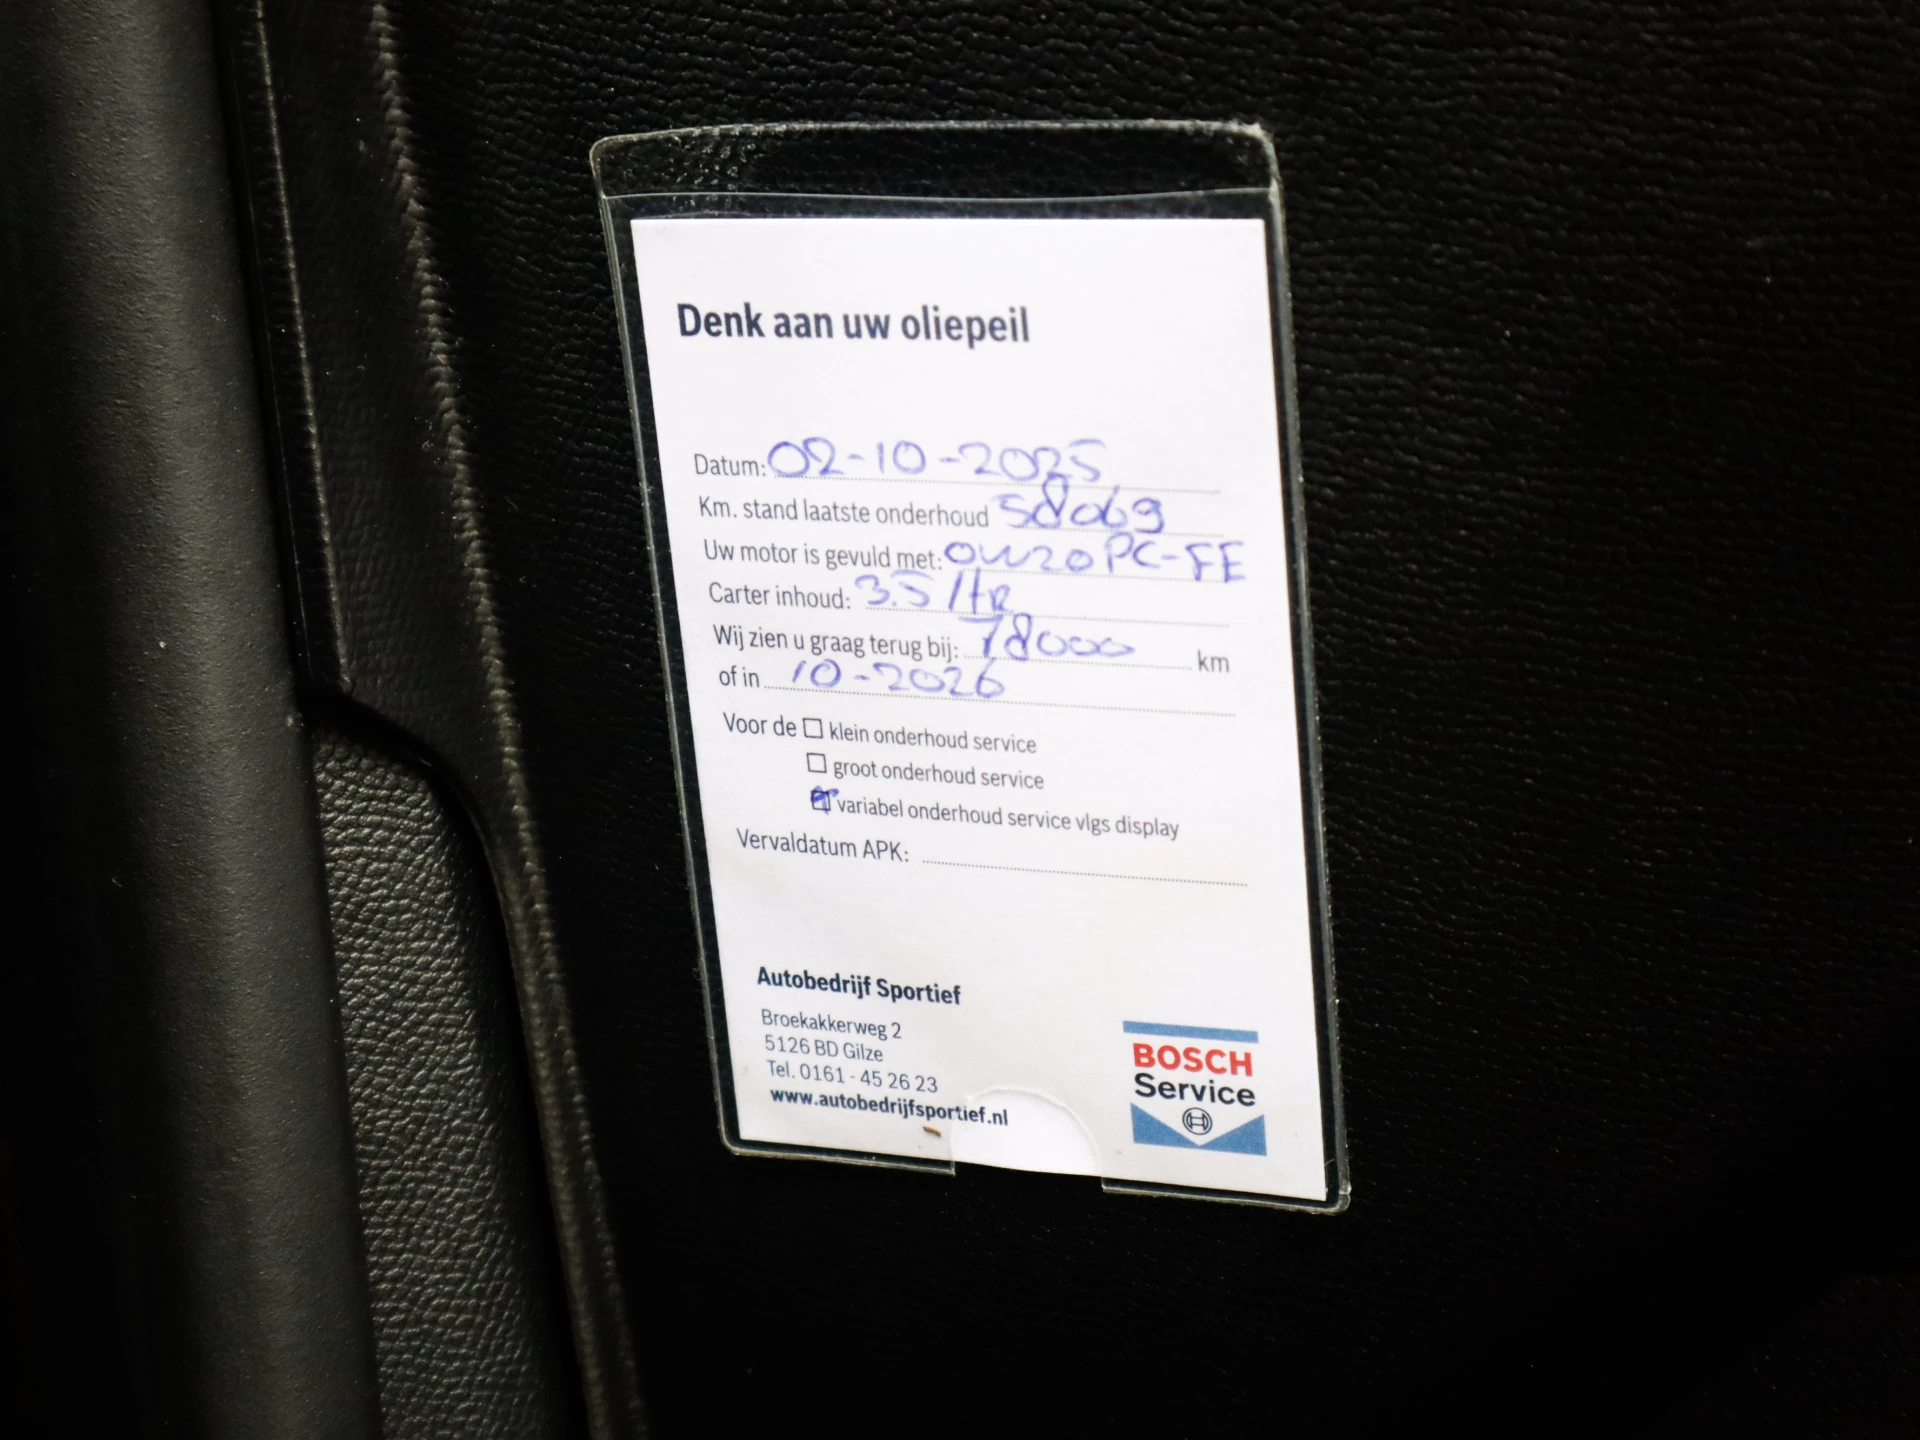 Denk aan uw oliepeil
Datum: 02-10-2025
Km. stand laatste onderhoud 58069
Uw motor is gevuld met: 0W20 PC-FE
Carter inhoud: 3.5 ltR
Wij zien u graag terug bij: 78000 km
of in 10-2026
Voor de klein onderhoud service
groot onderhoud service
variabel onderhoud service vlgs display
Vervaldatum APK:
Autobedrijf Sportief
Broekakkerweg 2
5126 BD Gilze
Tel. 0161 - 45 26 23
www.autobedrijfsportief.nl
BOSCH
Service